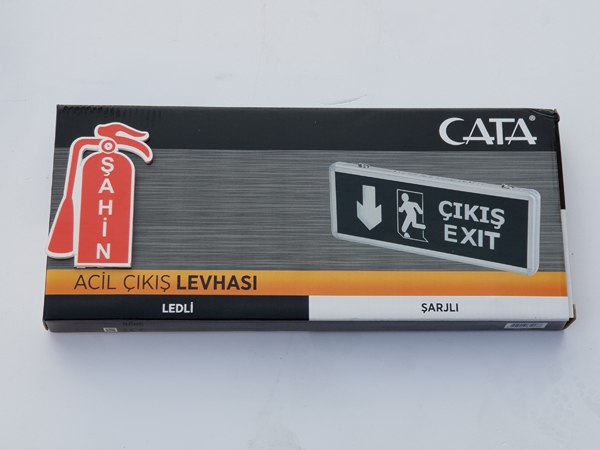 CATA®
ŞAHİN
ÇIKIŞ
EXIT
ACİL ÇIKIŞ LEVHASI
LEDLİ
ŞARJLI